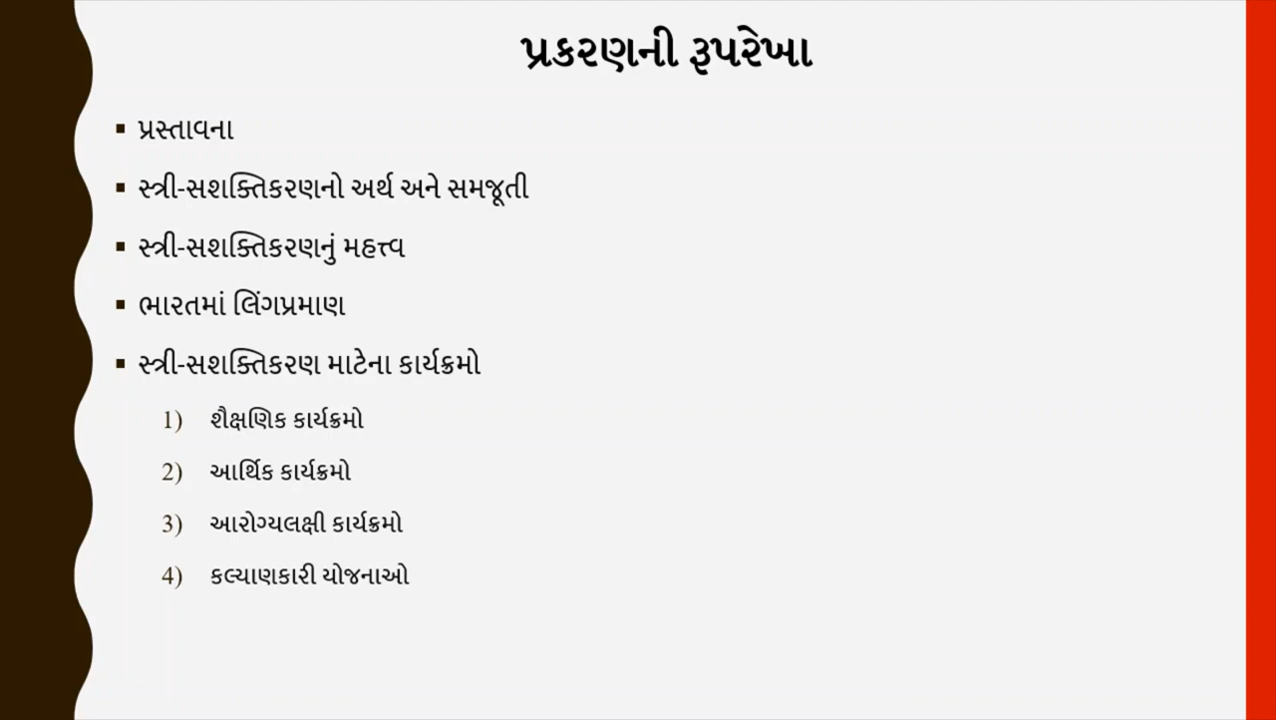 પ્રકરણની રૂપરેખા
▪ પ્રસ્તાવના
▪ સ્ત્રી-સશક્તિકરણનો અર્થ અને સમજૂતી
▪ સ્ત્રી-સશક્તિકરણનું મહત્ત્વ
▪ ભારતમાં લિંગપ્રમાણ
▪ સ્ત્રી-સશક્તિકરણ માટેના કાર્યક્રમો
1) શૈક્ષણિક કાર્યક્રમો
2) આર્થિક કાર્યક્રમો
3) આરોગ્યલક્ષી કાર્યક્રમો
4) કલ્યાણકારી યોજનાઓ